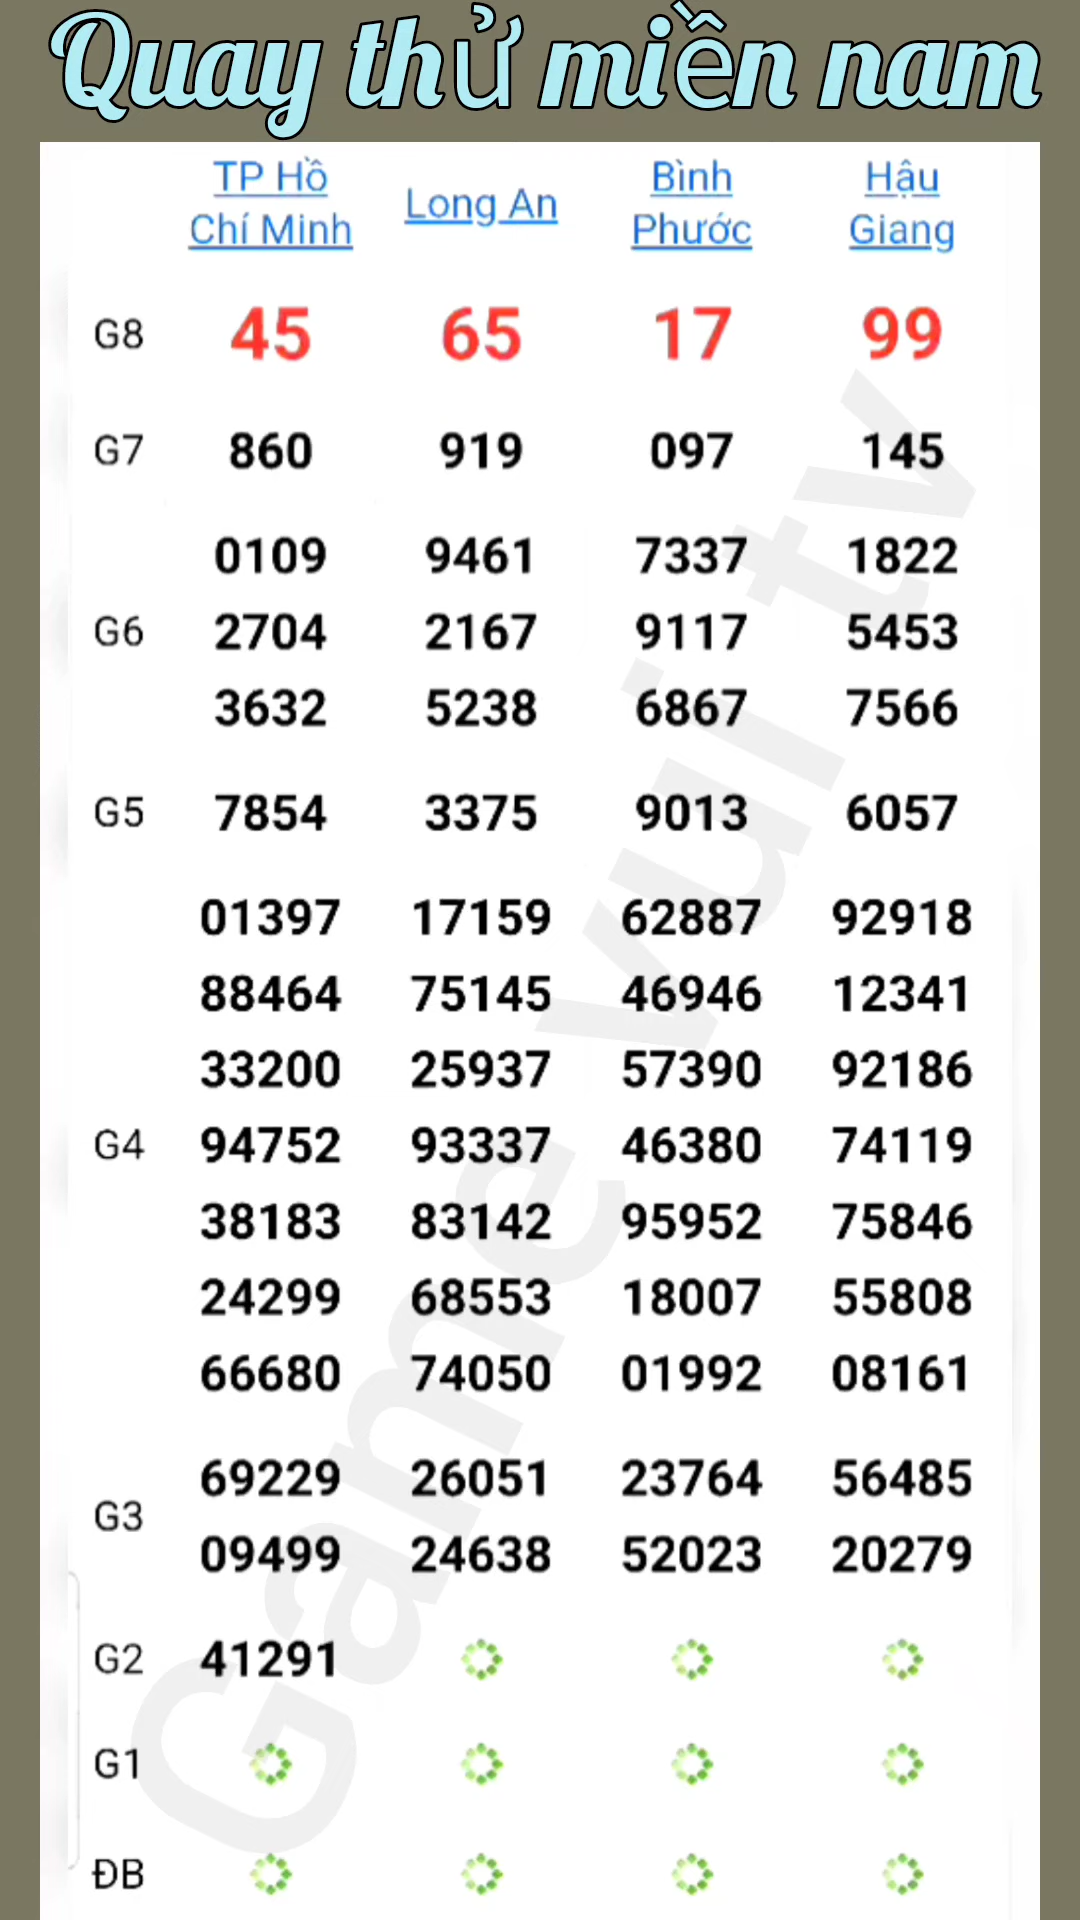 Quay thử miền nam
TP Hồ Chí Minh Long An Bình Phước Hậu Giang
G8 45 65 17 99
G7 860 919 097 145
0109 9461 7337 1822
G6 2704 2167 9117 5453
3632 5238 6867 7566
G5 7854 3375 9013 6057
01397 17159 62887 92918
88464 75145 46946 12341
33200 25937 57390 92186
G4 94752 93337 46380 74119
38183 83142 95952 75846
24299 68553 18007 55808
66680 74050 01992 08161
G3
69229 26051 23764 56485
09499 24638 52023 20279
G2 41291
G1
ĐB
Game vui tv